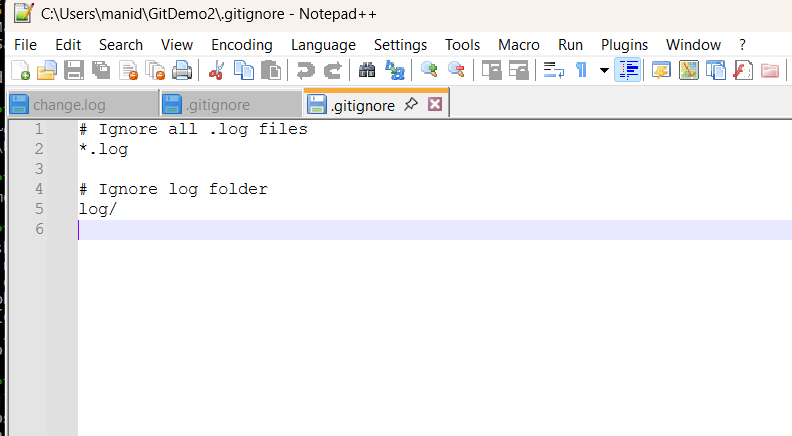 C:\Users\manid\GitDemo2\.gitignore - Notepad++
File Edit Search View Encoding Language Settings Tools Macro Run Plugins Window ?
change.log .gitignore .gitignore
1 # Ignore all .log files
2 *.log
3
4 # Ignore log folder
5 log/
6